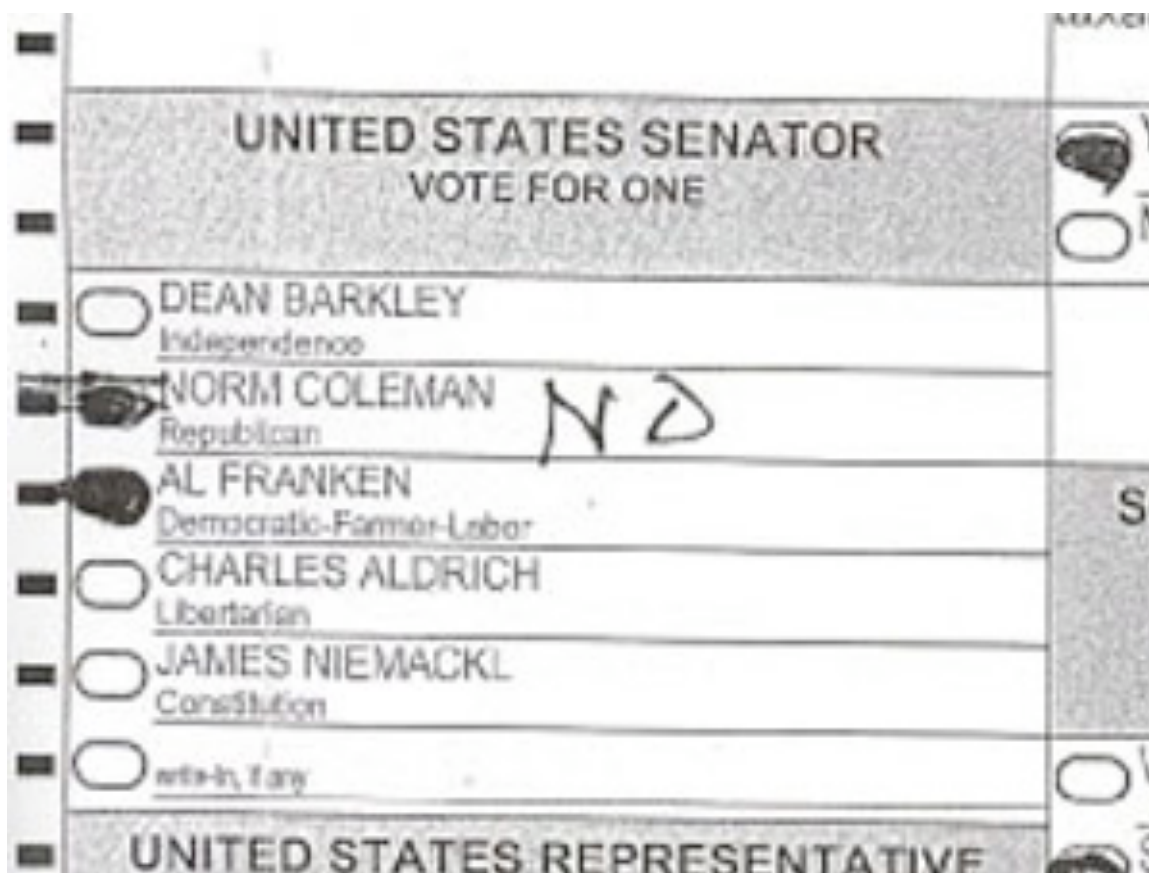 UNITED STATES SENATOR
VOTE FOR ONE
DEAN BARKLEY
Independence
NORM COLEMAN NO
Republican
AL FRANKEN
Democratic-Farmer-Labor
CHARLES ALDRICH
Libertarian
JAMES NIEMACKL
Constitution
write-in, if any
UNITED STATES REPRESENTATIVE